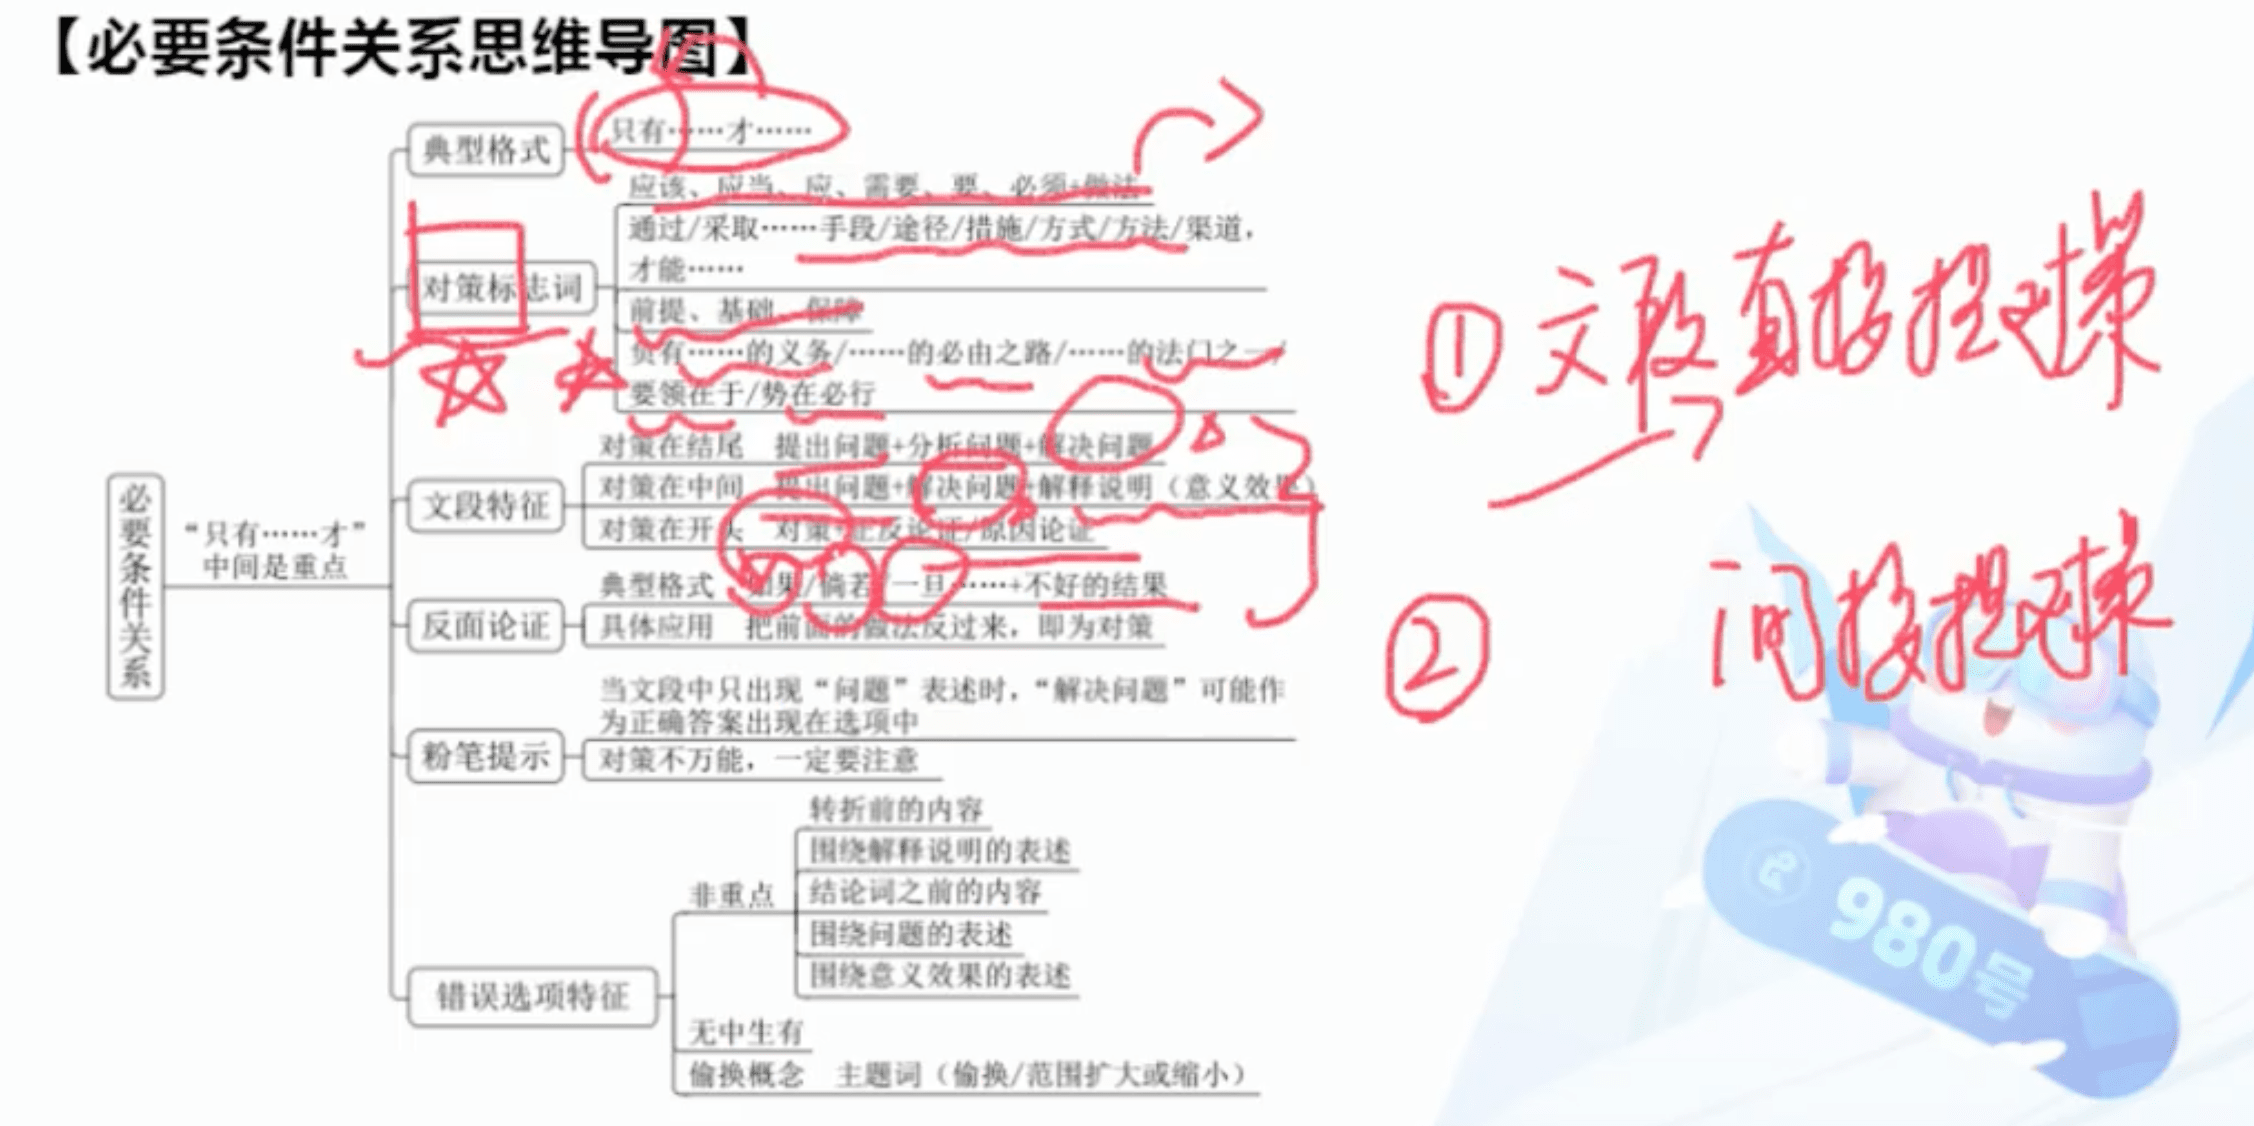 【必要条件关系思维导图】
必要条件关系
“只有……才”
中间是重点
典型格式
只有……才……
对策标志词
应该、应当、应、需要、要、必须+做法
通过/采取……手段/途径/措施/方式/方法/渠道，
才能……
前提、基础、保障
负有……的义务/……的必由之路/……的法门之一/
要领在于/势在必行
文段特征
对策在结尾 提出问题+分析问题+解决问题
对策在中间 提出问题+解决问题+解释说明（意义效果）
对策在开头 对策+正反论证/原因论证
反面论证
典型格式 如果/倘若/一旦……+不好的结果
具体应用 把前面的做法反过来，即为对策
粉笔提示
当文段中只出现“问题”表述时，“解决问题”可能作
为正确答案出现在选项中
对策不万能，一定要注意
错误选项特征
非重点
转折前的内容
围绕解释说明的表述
结论词之前的内容
围绕问题的表述
围绕意义效果的表述
无中生有
偷换概念 主题词（偷换/范围扩大或缩小）
① 文段直接提对策
② 间接提对策
980号